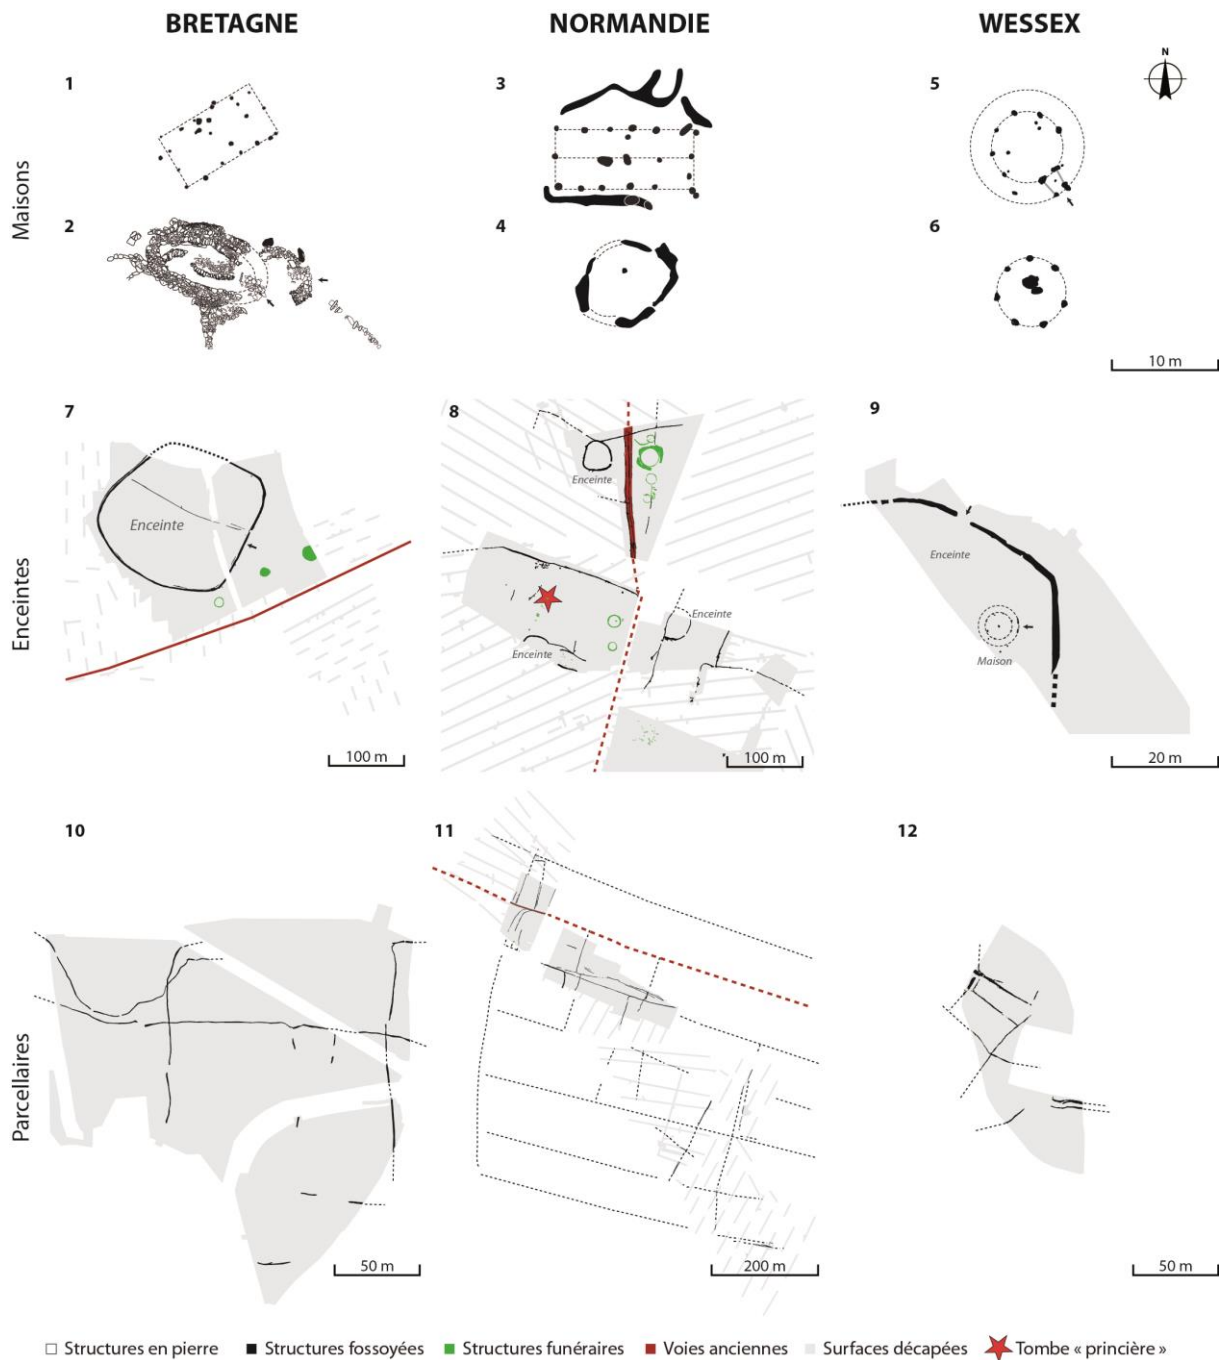 BRETAGNE NORMANDIE WESSEX
N
Maisons
1 3 5
2 4 6
10 m
Enceintes
7 8 9
Enceinte
100 m
Enceinte
Enceinte
Enceinte
100 m
Enceinte
Maison
20 m
Parcellaires
10 11 12
50 m
200 m
50 m
Structures en pierre Structures fossoyées Structures funéraires Voies anciennes Surfaces décapées Tombe « princière »